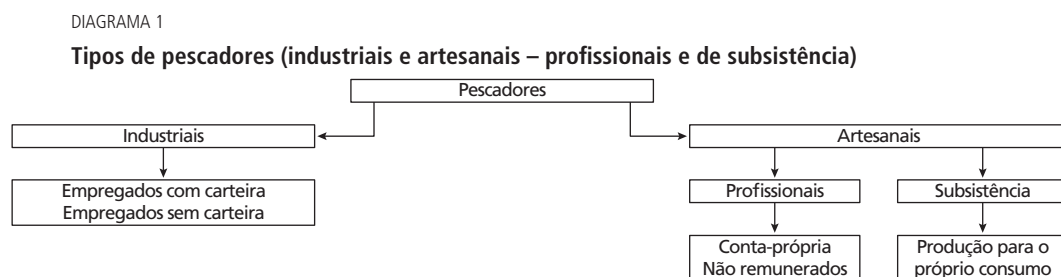 DIAGRAMA 1
Tipos de pescadores (industriais e artesanais – profissionais e de subsistência)
Pescadores
Industriais
Artesanais
Empregados com carteira
Empregados sem carteira
Profissionais
Subsistência
Conta-própria
Não remunerados
Produção para o
próprio consumo